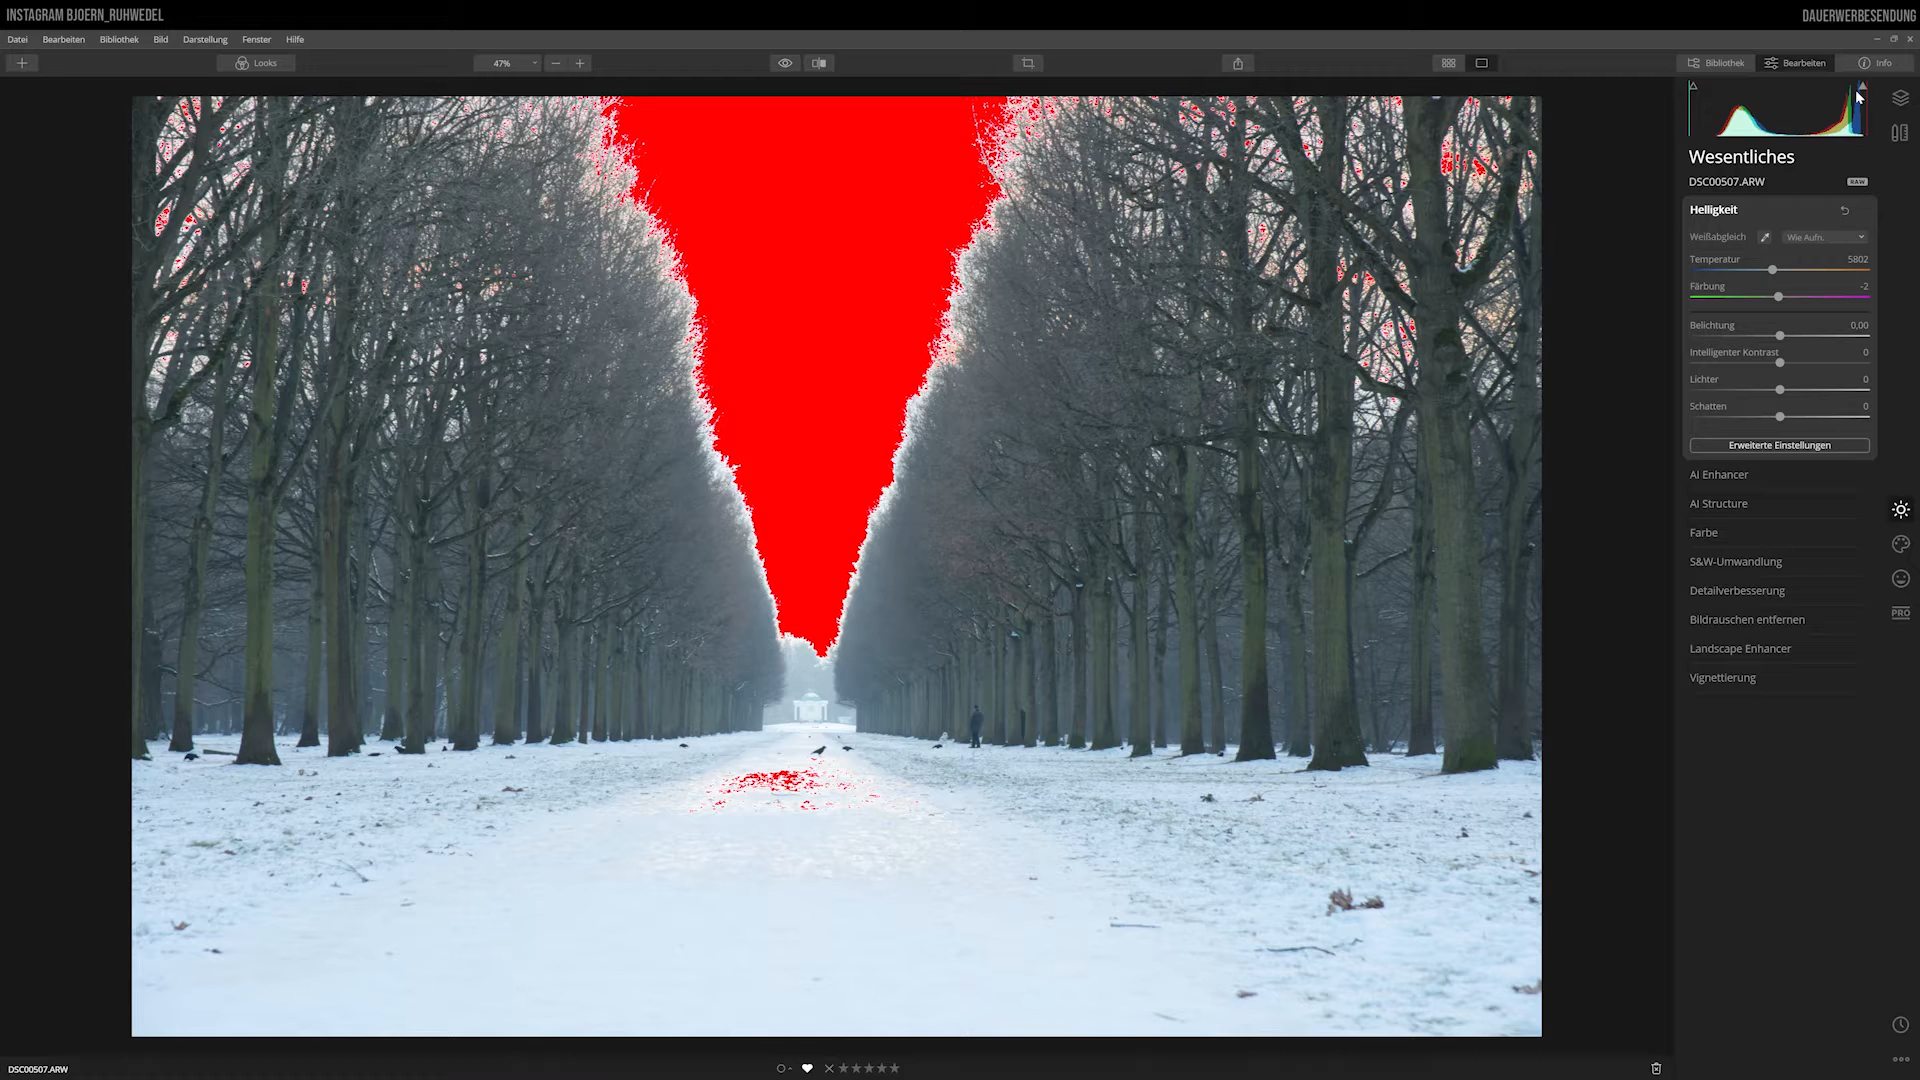 INSTAGRAM BJOERN_RUHWEDEL
DAUERWERBESENDUNG
Datei Bearbeiten Bibliothek Bild Darstellung Fenster Hilfe
Looks 47% Bibliothek Bearbeiten Info
Wesentliches
DSC00507.ARW RAW
Helligkeit
Weißabgleich Wie Aufn.
Temperatur 5802
Färbung -2
Belichtung 0,00
Intelligenter Kontrast 0
Lichter 0
Schatten 0
Erweiterte Einstellungen
AI Enhancer
AI Structure
Farbe
S&W-Umwandlung
Detailverbesserung
Bildrauschen entfernen
PRO
Landscape Enhancer
Vignettierung
DSC00507.ARW